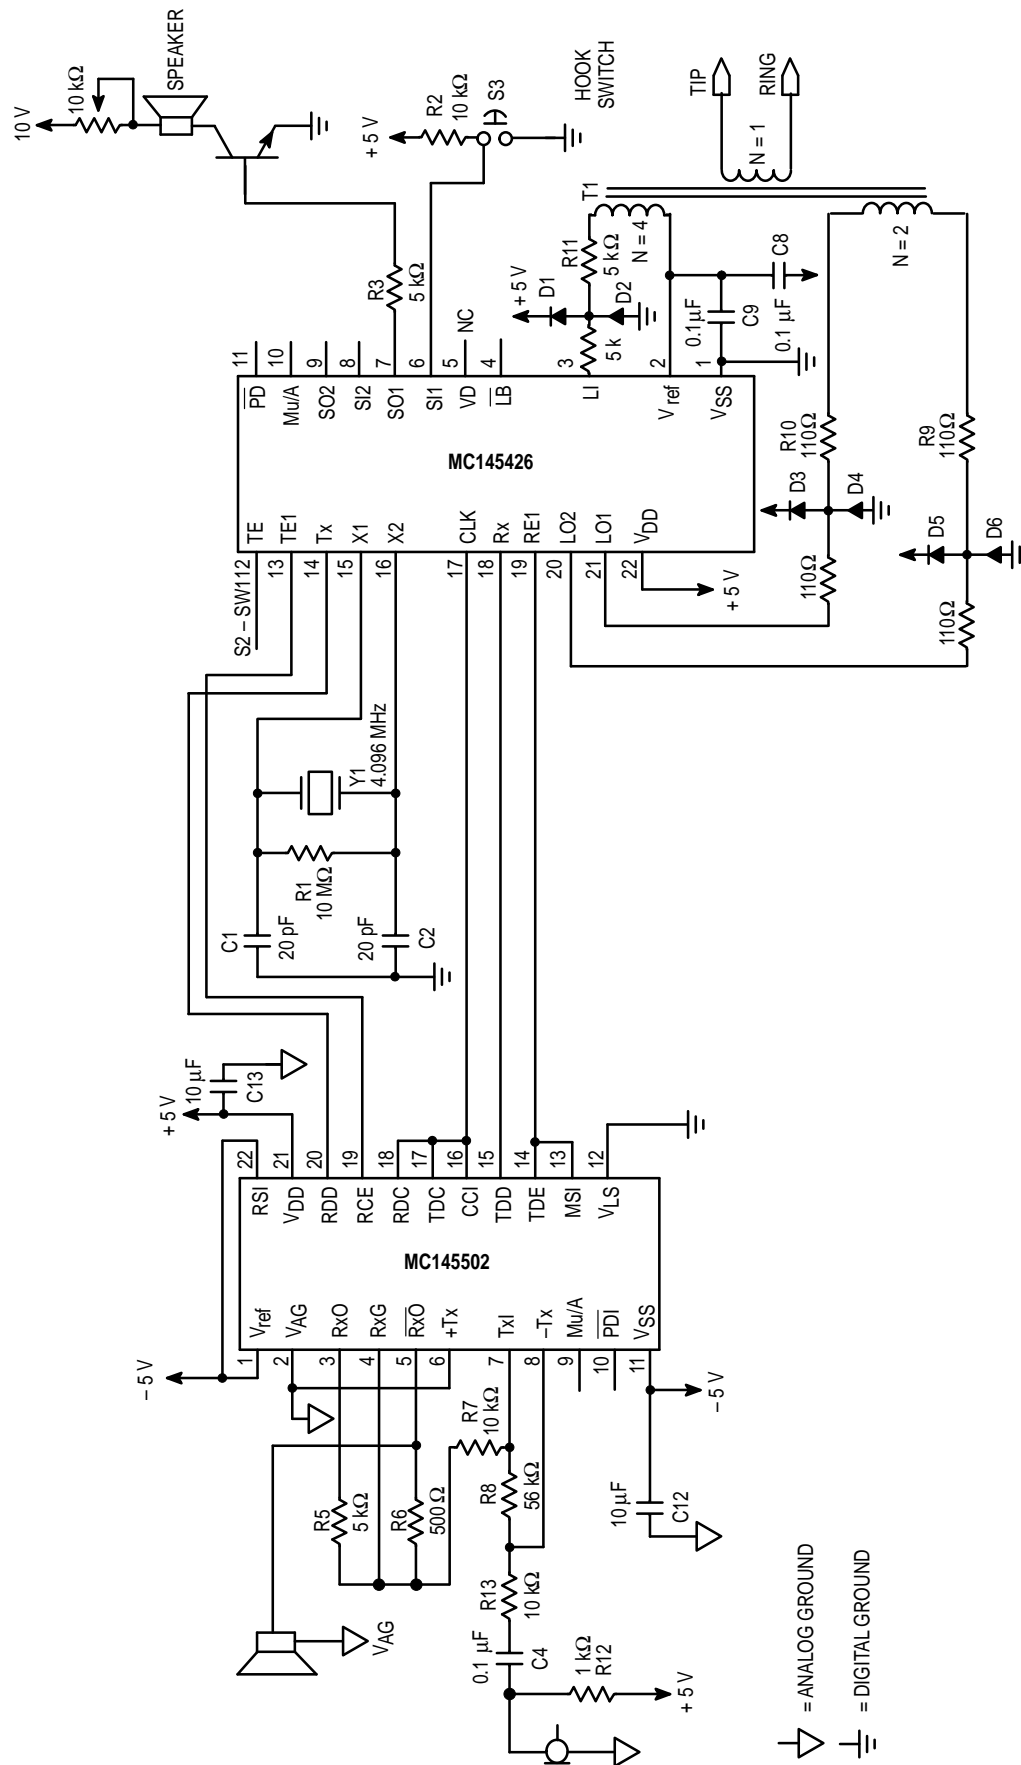 10 V
10 kΩ
SPEAKER
+ 5 V
R2
10 kΩ
S3
HOOK
SWITCH
TIP
RING
N = 1
T1
R3
5 kΩ
NC
+ 5 V
D1
D2
R11
5 kΩ
N = 4
5 k
0.1 µF
C9
0.1 µF
C8
N = 2
11
10
9
8
7
6
5
4
3
2
1
PD
Mu/A
SO2
SI2
SO1
SI1
VD
LB
LI
Vref
VSS
MC145426
TE
TE1
Tx
X1
X2
CLK
Rx
RE1
LO2
LO1
VDD
S2 – SW112
13
14
15
16
17
18
19
20
21
22
+ 5 V
R10
110Ω
D3
D4
110Ω
R9
110Ω
D5
D6
110Ω
Y1
4.096 MHz
R1
10 MΩ
C1
20 pF
20 pF
C2
+ 5 V
10 µF
C13
22
21
20
19
18
17
16
15
14
13
12
RSI
VDD
RDD
RCE
RDC
TDC
CCI
TDD
TDE
MSI
VLS
MC145502
Vref
VAG
RxO
RxG
RxO
+Tx
TxI
–Tx
Mu/A
PDI
VSS
1
2
3
4
5
6
7
8
9
10
11
– 5 V
– 5 V
R5
5 kΩ
R6
500 Ω
R7
10 kΩ
R8
56 kΩ
R13
10 kΩ
10 µF
C12
VAG
0.1 µF
C4
1 kΩ
R12
+ 5 V
= ANALOG GROUND
= DIGITAL GROUND